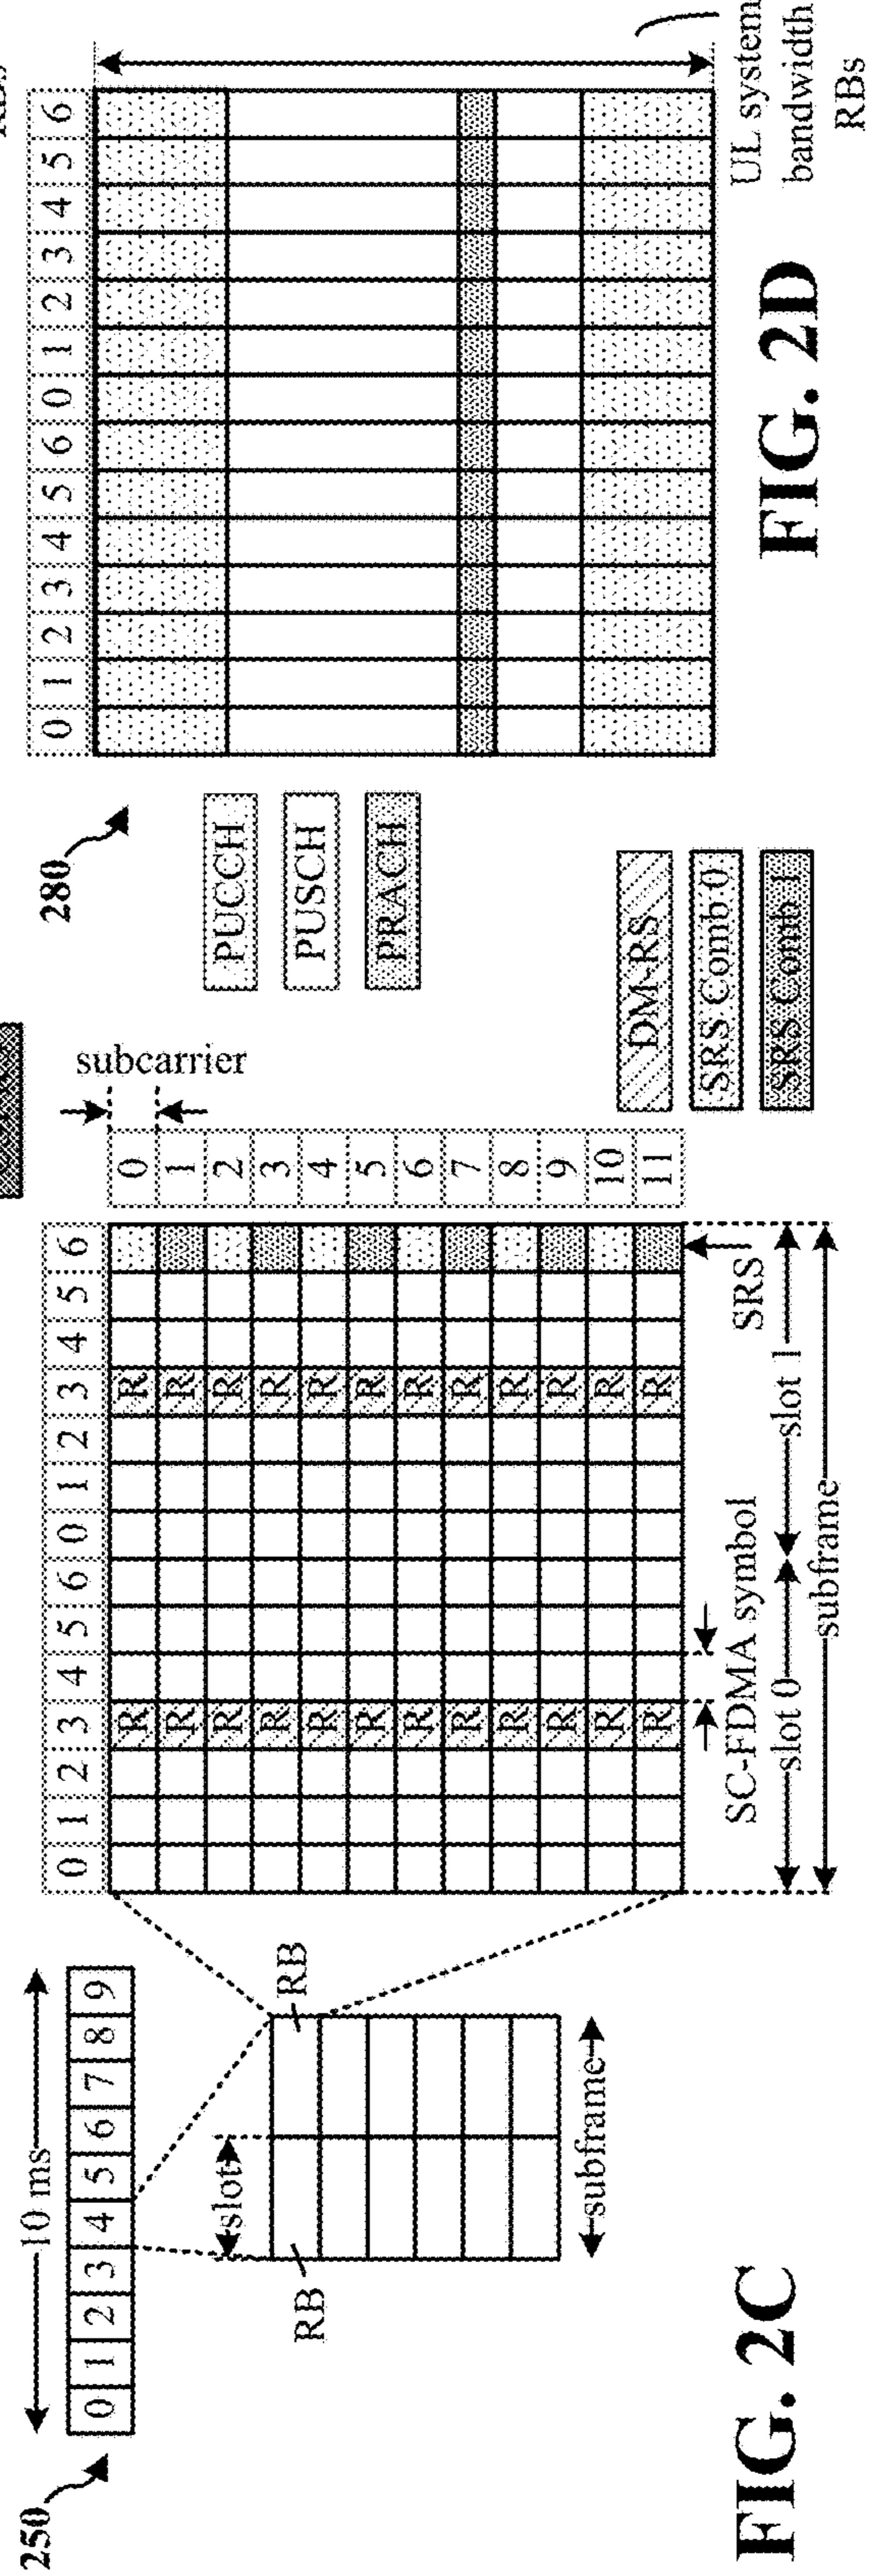 250
10 ms
0 1 2 3 4 5 6 7 8 9
slot
RB
RB
subframe
FIG. 2C
0 1 2 3 4 5 6 0 1 2 3 4 5 6
subcarrier
R R 0
R R 1
R R 2
R R 3
R R 4
R R 5
R R 6
R R 7
R R 8
R R 9
R R 10
R R 11
SC-FDMA symbol
SRS
slot 0
slot 1
subframe
DM-RS
SRS Comb 0
SRS Comb 1
280
PUCCH
PUSCH
PRACH
0 1 2 3 4 5 6 0 1 2 3 4 5 6
UL system
bandwidth
RBs
FIG. 2D